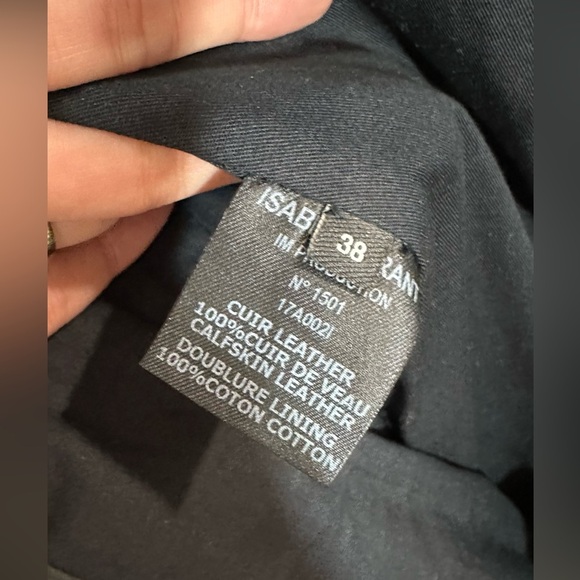 ISAB RANT
38
IM PRODUCTION
N° 1501
17A002I
CUIR LEATHER
100%CUIR DE VEAU
CALFSKIN LEATHER
DOUBLURE LINING
100%COTON COTTON